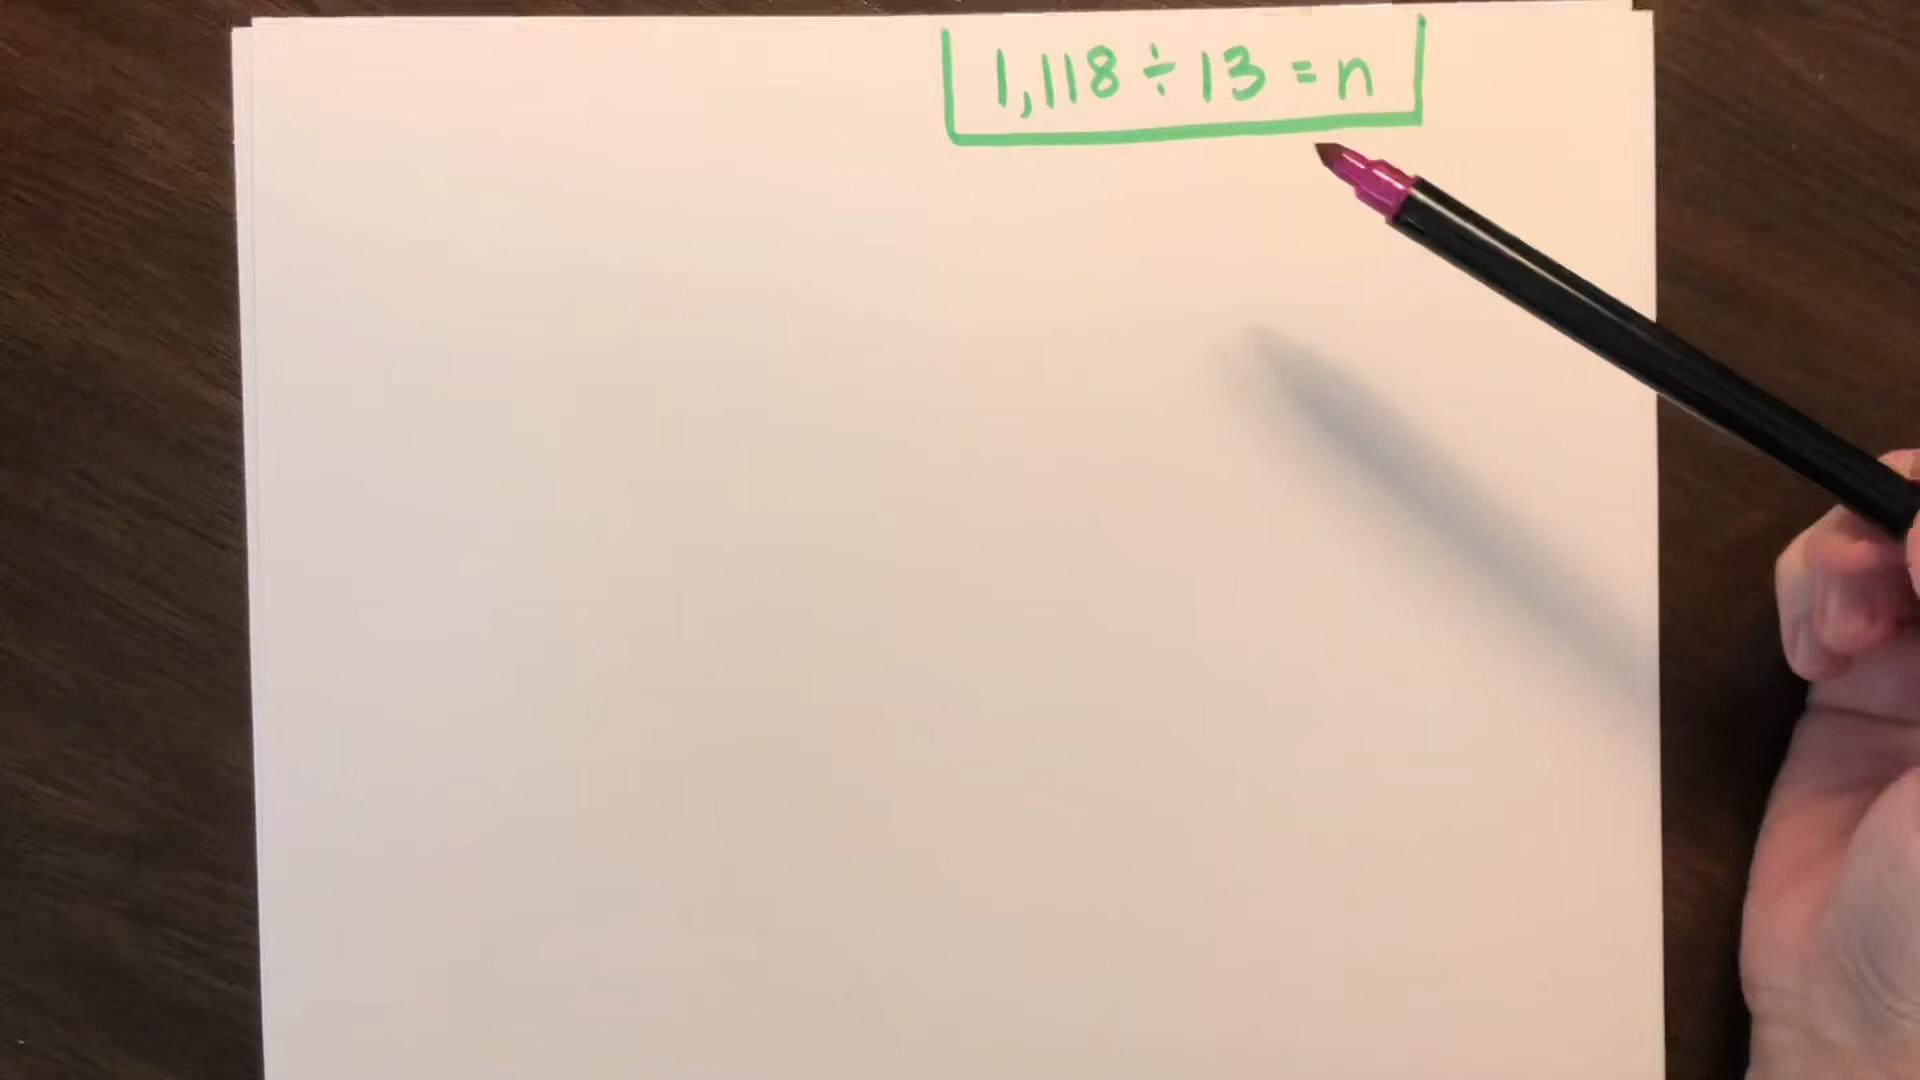 1,118 ÷ 13 = n